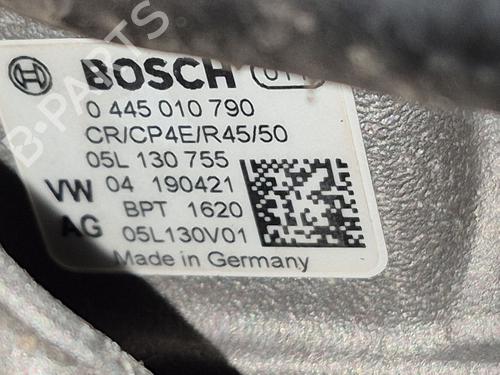 BOSCH
0 445 010 790
CR/CP4E/R45/50
05L 130 755
VW 04 190421
AG BPT 1620
05L130V01
Made in Germany
B-PARTS